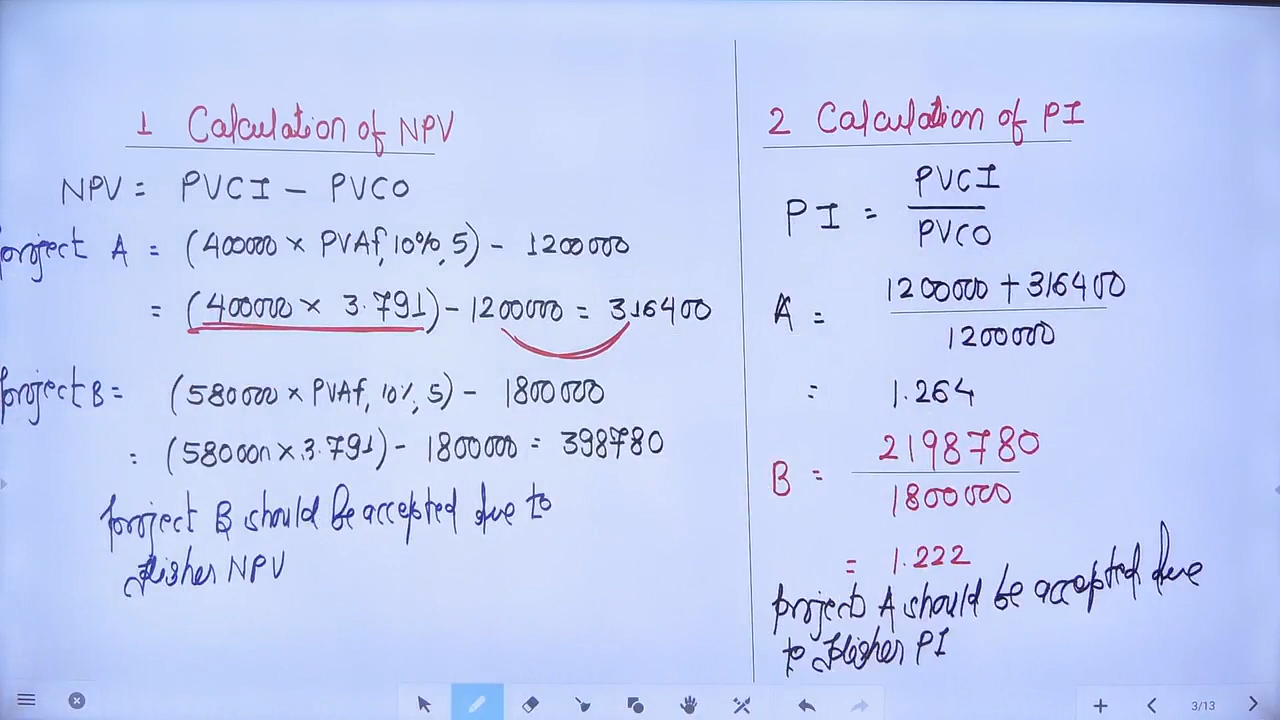 1 Calculation of NPV
NPV = PVCI - PVCO
project A = (400000 × PVAf, 10%, 5) - 1200000
= (400000 × 3.791) - 1200000 = 316400
project B = (580000 × PVAf, 10%, 5) - 1800000
= (580000 × 3.791) - 1800000 = 398780
project B should be accepted due to
Higher NPV
2 Calculation of PI
PI = PVCI
PVCO
A = 1200000 + 316400
1200000
= 1.264
B = 2198780
1800000
= 1.222
project A should be accepted due
to Higher PI
3/13